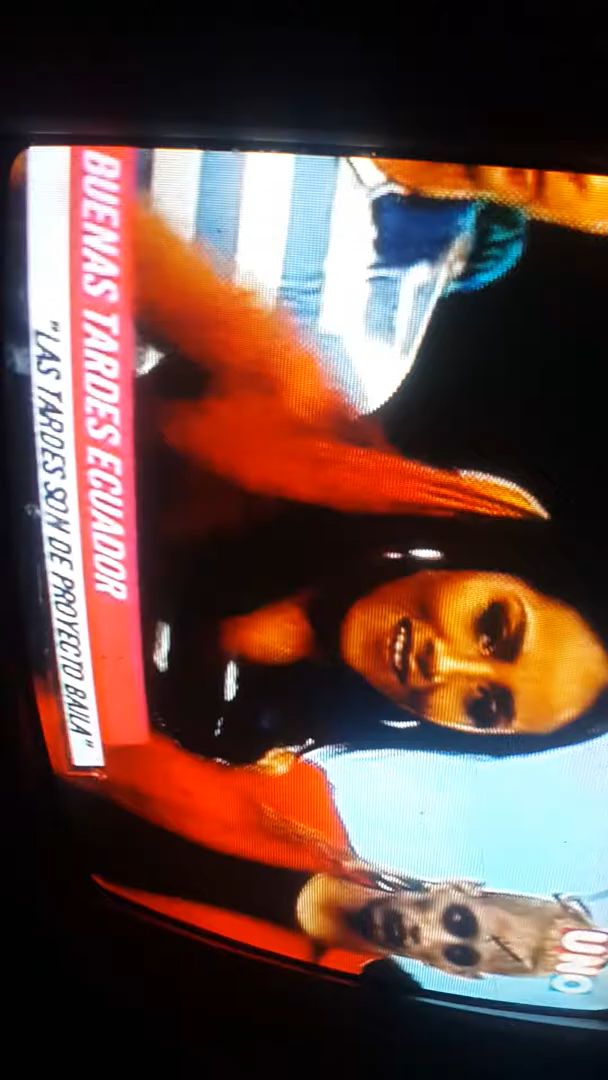 BUENAS TARDES ECUADOR
"LAS TARDES SON DE PROYECTO BAILA"
UNO